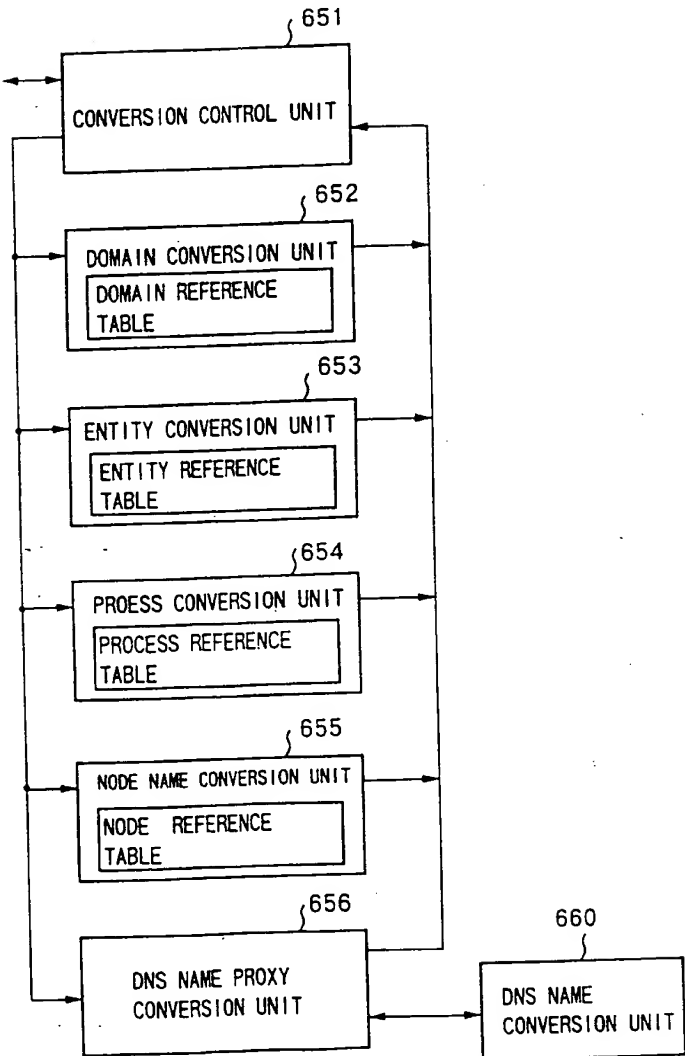 651
CONVERSION CONTROL UNIT
652
DOMAIN CONVERSION UNIT
DOMAIN REFERENCE
TABLE
653
ENTITY CONVERSION UNIT
ENTITY REFERENCE
TABLE
654
PROESS CONVERSION UNIT
PROCESS REFERENCE
TABLE
655
NODE NAME CONVERSION UNIT
NODE REFERENCE
TABLE
656
DNS NAME PROXY
CONVERSION UNIT
660
DNS NAME
CONVERSION UNIT